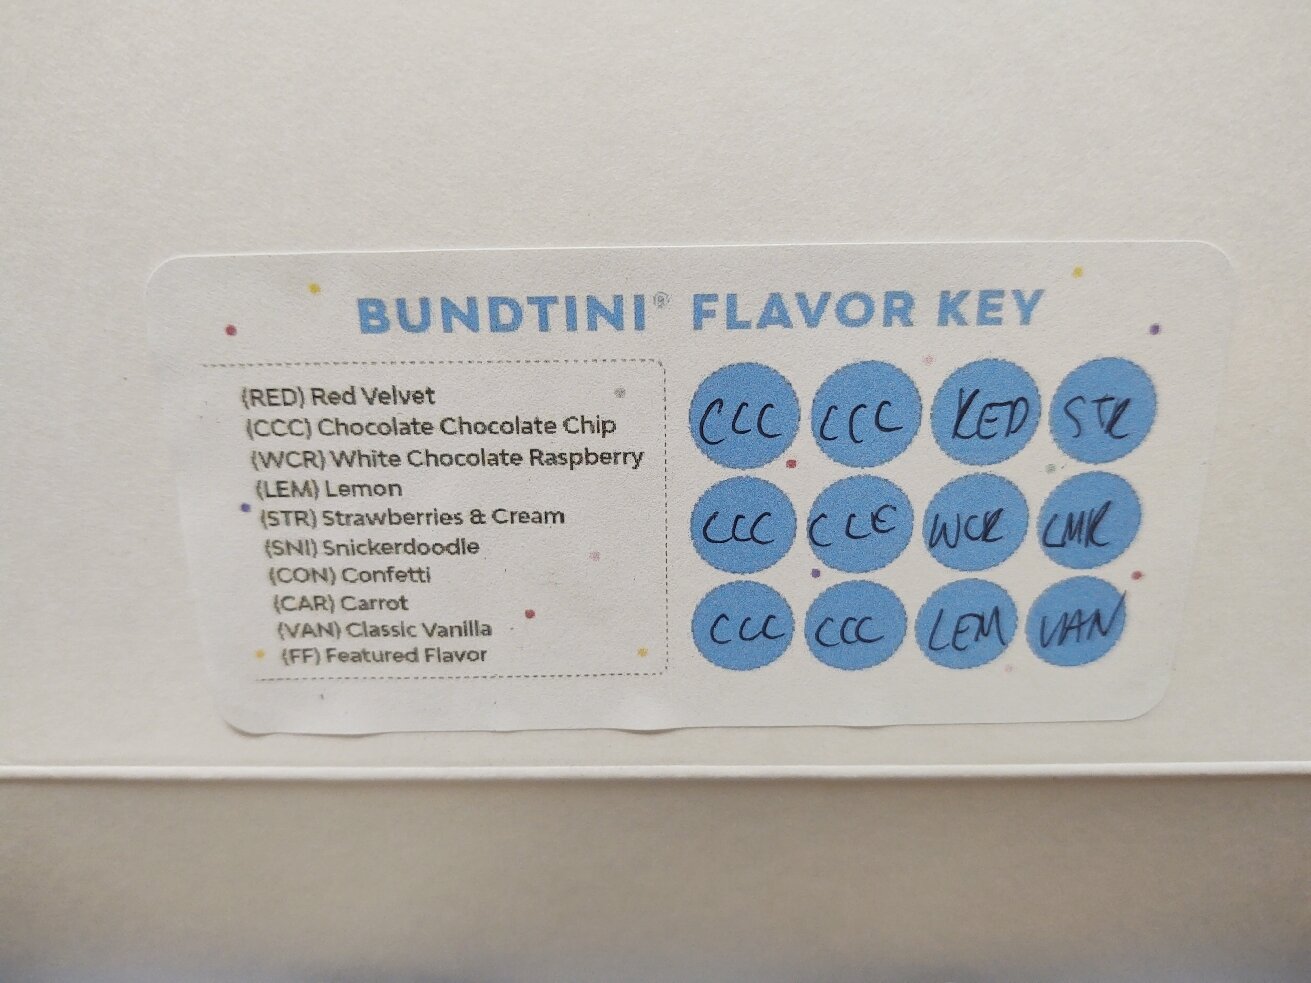 BUNDTINI® FLAVOR KEY
(RED) Red Velvet
(CCC) Chocolate Chocolate Chip
(WCR) White Chocolate Raspberry
(LEM) Lemon
(STR) Strawberries & Cream
(SNI) Snickerdoodle
(CON) Confetti
(CAR) Carrot
(VAN) Classic Vanilla
(FF) Featured Flavor
CCC CCC RED STR
CCC CCC WCR
CCC CCC LEM VAN